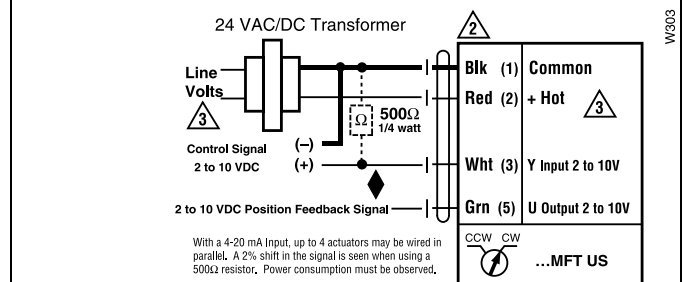 24 VAC/DC Transformer
2
W303
Line
Volts
3
Blk (1) Common
Red (2) + Hot
3
Ω
500Ω
1/4 watt
Control Signal
2 to 10 VDC
(–)
(+)
Wht (3) Y Input 2 to 10V
2 to 10 VDC Position Feedback Signal
Grn (5) U Output 2 to 10V
With a 4-20 mA Input, up to 4 actuators may be wired in
parallel. A 2% shift in the signal is seen when using a
500Ω resistor. Power consumption must be observed.
CCW CW
...MFT US